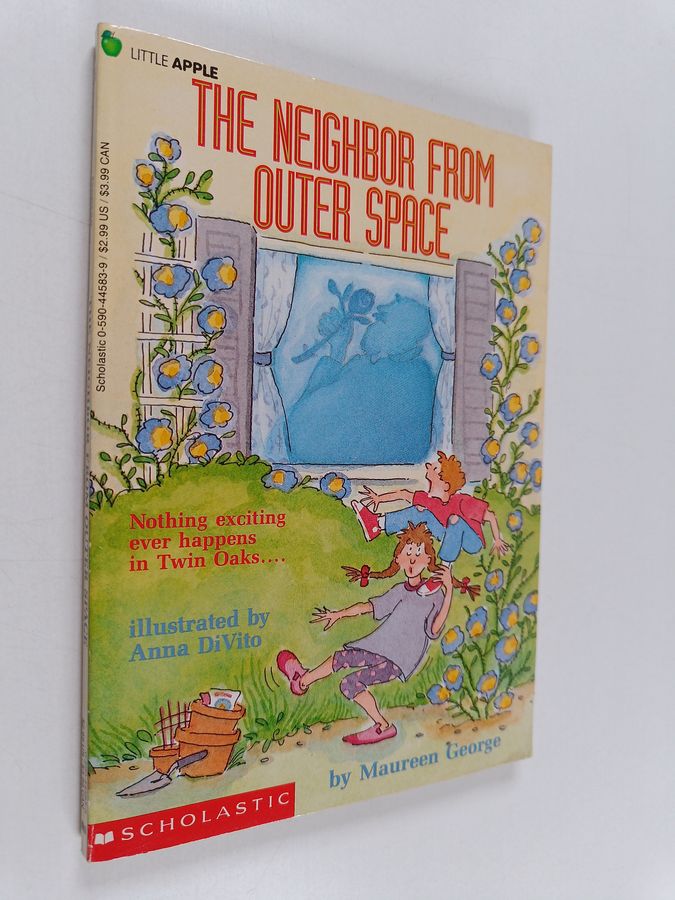 LITTLE APPLE
THE NEIGHBOR FROM
OUTER SPACE
Scholastic 0-590-44583-9 / $2.99 US / $3.99 CAN
Nothing exciting
ever happens
in Twin Oaks....
illustrated by
Anna DiVito
by Maureen George
SCHOLASTIC